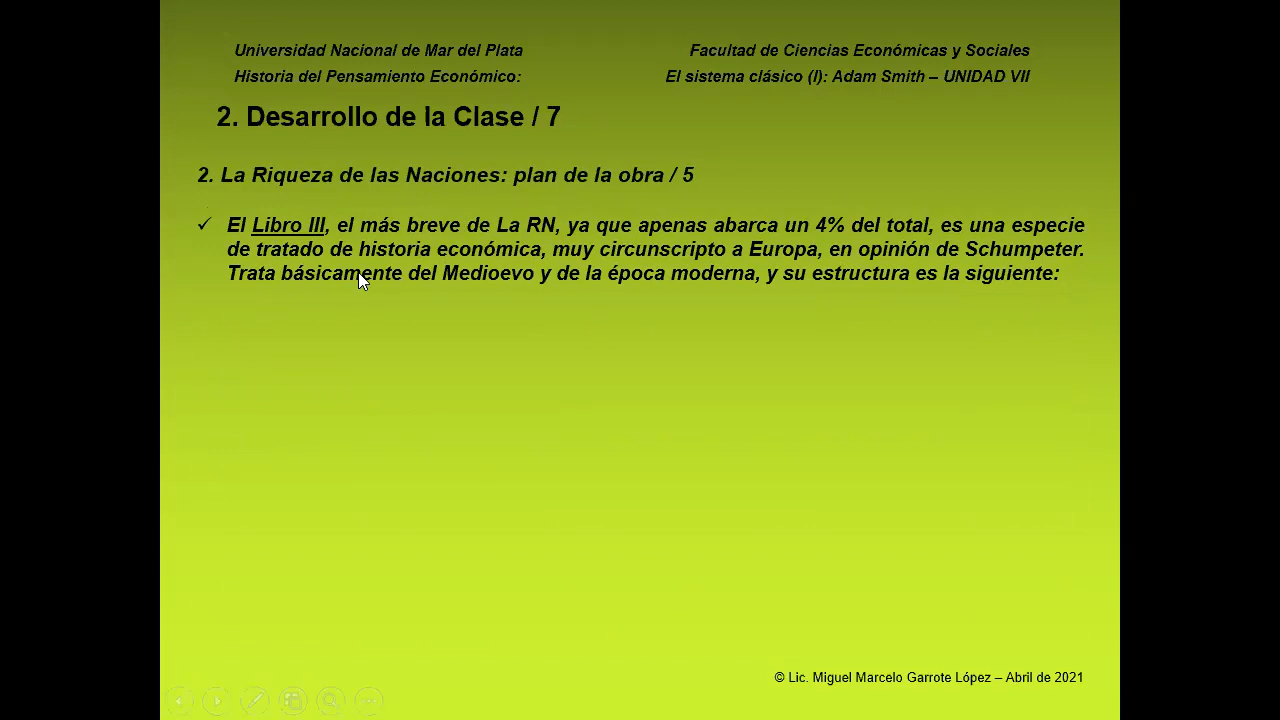 Universidad Nacional de Mar del Plata Facultad de Ciencias Económicas y Sociales
Historia del Pensamiento Económico: El sistema clásico (I): Adam Smith – UNIDAD VII
2. Desarrollo de la Clase / 7
2. La Riqueza de las Naciones: plan de la obra / 5
✓ El Libro III, el más breve de La RN, ya que apenas abarca un 4% del total, es una especie
de tratado de historia económica, muy circunscripto a Europa, en opinión de Schumpeter.
Trata básicamente del Medioevo y de la época moderna, y su estructura es la siguiente:
© Lic. Miguel Marcelo Garrote López – Abril de 2021